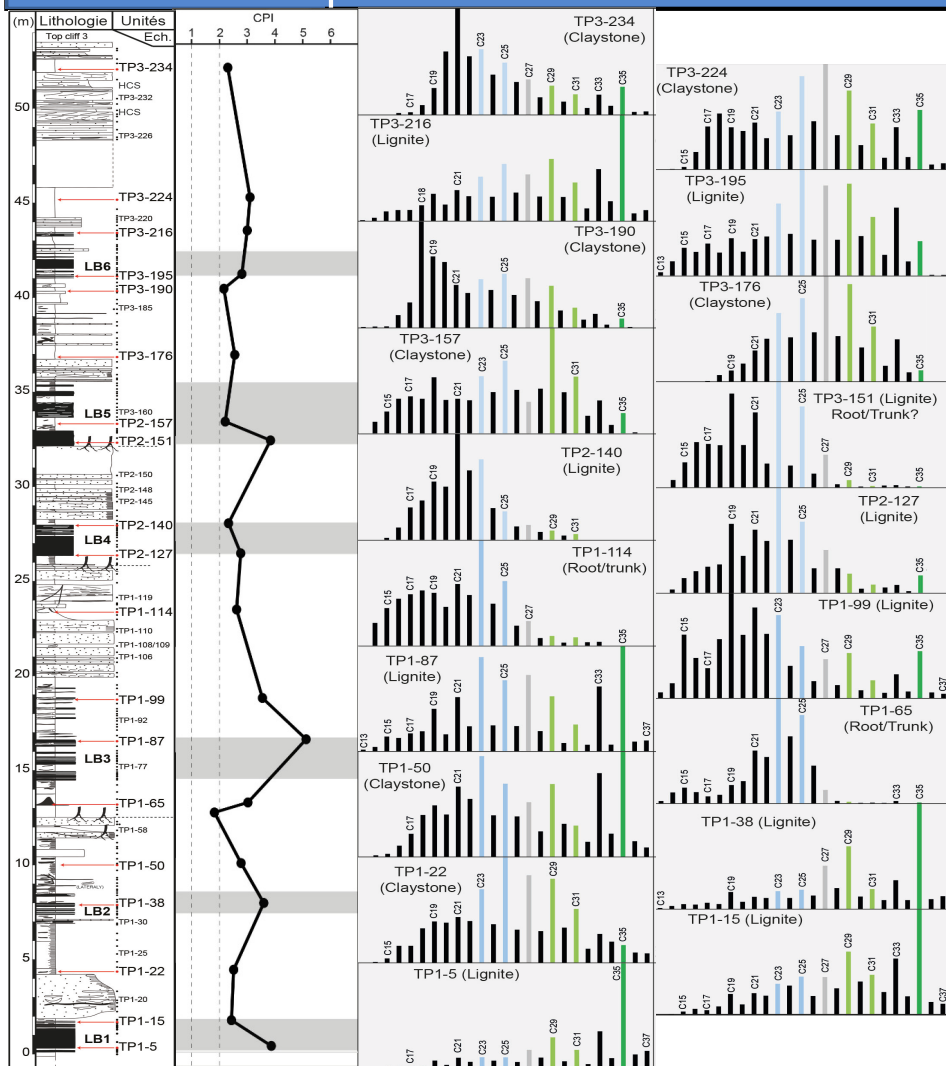 (m) Lithologie Unités CPI
Top cliff 3 Ech. 1 2 3 4 5 6
TP3-234
HCS
TP3-232
50
HCS
TP3-226
45
TP3-224
TP3-220
TP3-216
LB6
TP3-195
40
TP3-190
TP3-185
TP3-176
35
TP3-160
LB5
TP2-157
TP2-151
30
TP2-150
TP2-148
TP2-145
TP2-140
LB4
TP2-127
25
TP1-119
TP1-114
TP1-110
TP1-108/109
TP1-106
20
TP1-99
TP1-92
TP1-87
LB3
15
TP1-77
TP1-65
TP1-58
10
TP1-50
(LATERALY)
TP1-38
LB2
TP1-30
TP1-25
5
TP1-22
TP1-20
TP1-15
LB1
TP1-5
0
TP3-234
(Claystone)
C17 C19 C23 C25 C27 C29 C31 C33 C35
TP3-216
(Lignite)
C18 C21
TP3-190
(Claystone)
C19 C21 C25 C35
TP3-157
(Claystone)
C15 C17 C21 C23 C25 C31 C35
TP2-140
(Lignite)
C15 C17 C19 C25 C29 C31
TP1-114
(Root/trunk)
C15 C17 C19 C21 C25 C27 C35
TP1-87
(Lignite)
C13 C15 C17 C19 C21 C25 C33 C37
TP1-50
(Claystone)
C17 C21
TP1-22
(Claystone)
C15 C17 C19 C21 C23 C29 C31 C35
TP1-5 (Lignite)
C17 C21 C23 C25 C29 C31 C35 C37
TP3-224
(Claystone)
C15 C17 C19 C21 C23 C29 C31 C33 C35
TP3-195
(Lignite)
C13 C15 C17 C19 C21
TP3-176
(Claystone)
C19 C21 C25 C31 C35
TP3-151 (Lignite)
Root/Trunk?
C15 C17 C21 C25 C27 C29 C31 C35
TP2-127
(Lignite)
C19 C21 C25 C35
TP1-99 (Lignite)
C15 C17 C19 C23 C27 C29 C35 C37
TP1-65
(Root/Trunk)
C15 C17 C19 C21 C25 C33 C35
TP1-38 (Lignite)
C13 C19 C23 C25 C27 C29 C31
TP1-15 (Lignite)
C15 C17 C19 C21 C23 C25 C27 C29 C31 C33 C37